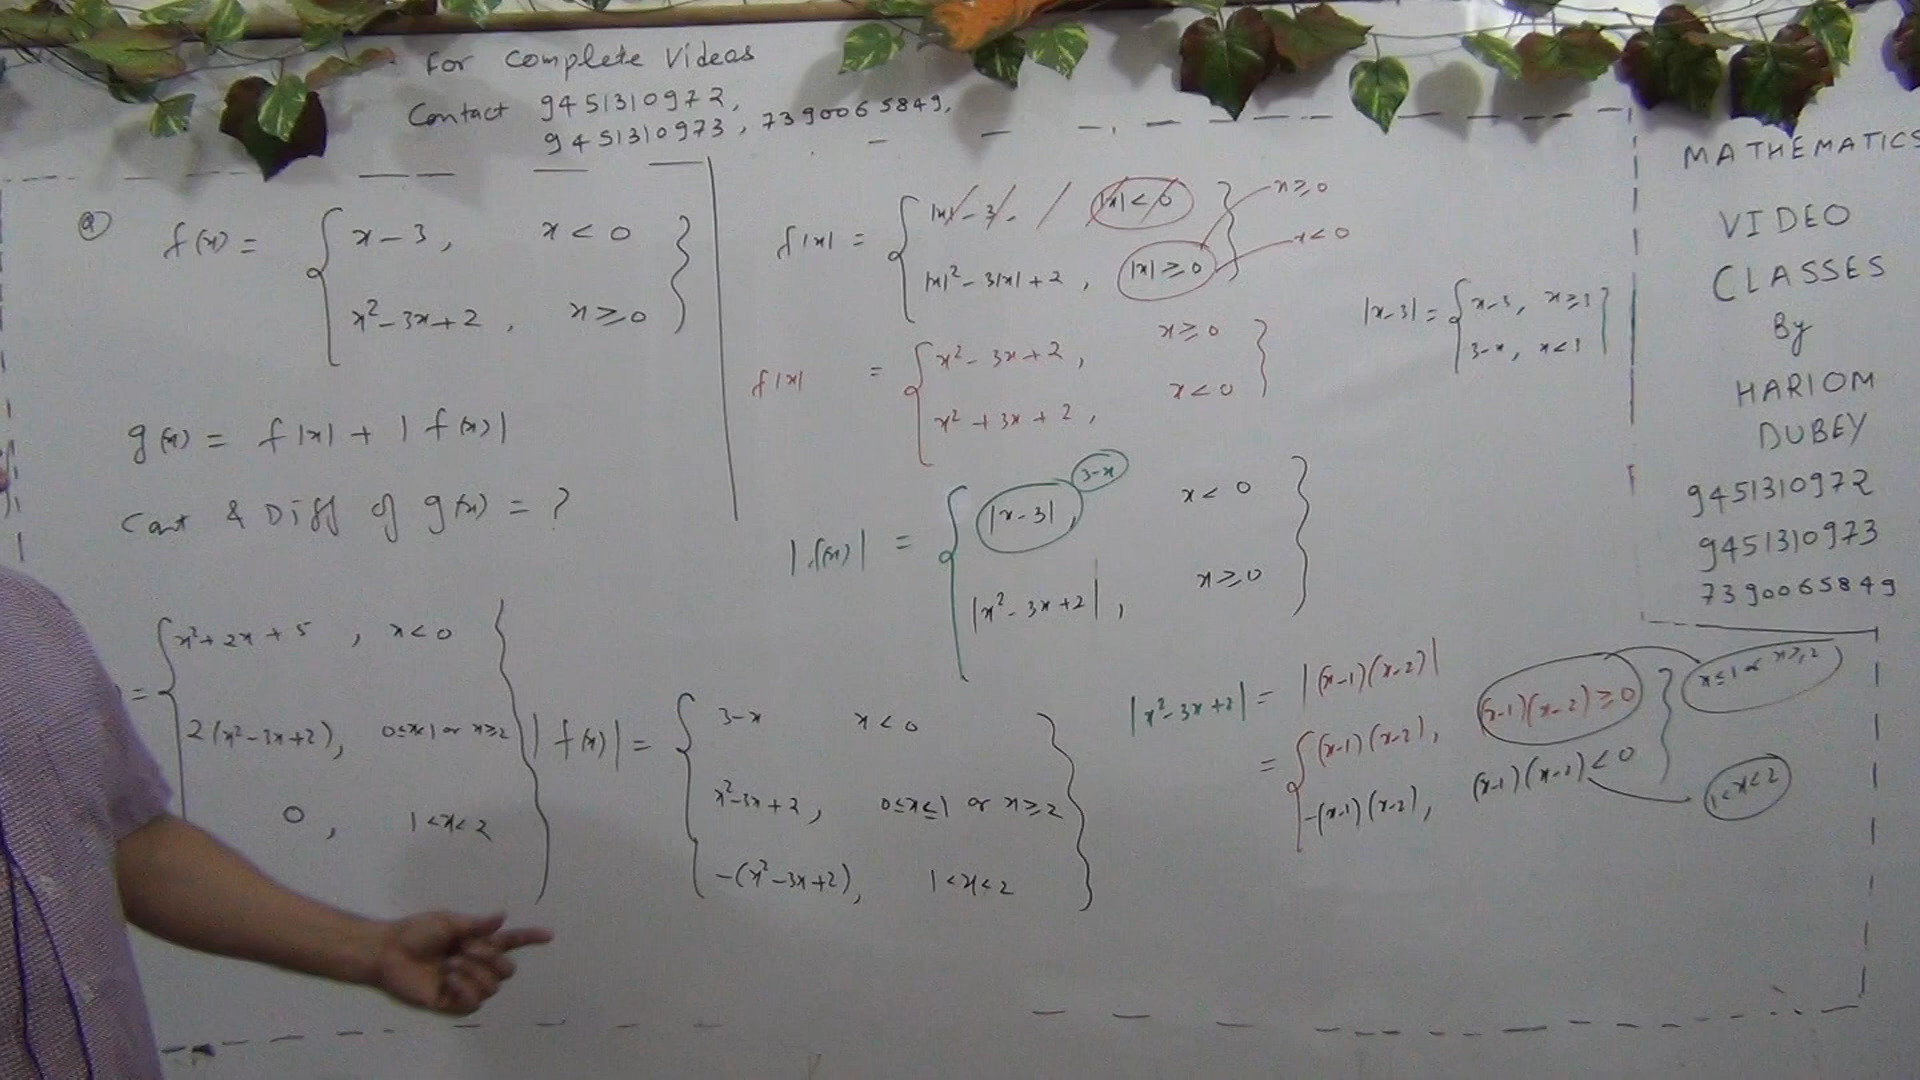 For Complete Videos
Contact 9451310972,
9451310973, 7390065849,
Q
f(x) = { x-3, x < 0
x²-3x+2, x ≥ 0 }
g(x) = f|x| + |f(x)|
Cont & Diff of g(x) = ?
= { x²+2x+5, x<0
2(x²-3x+2), 0≤x<1 or x≥2
0, 1<x<2 }
f|x| = { |x|-3, |x|<0
|x|²-3|x|+2, |x|≥0 }
x≥0
x<0
f|x| = { x²-3x+2, x≥0
x²+3x+2, x<0 }
|x-3| = { x-3, x≥3
3-x, x<3 }
3-x
|f(x)| = { |x-3|, x<0
|x²-3x+2|, x≥0 }
|f(x)| = { 3-x x<0
x²-3x+2, 0≤x≤1 or x≥2
-(x²-3x+2), 1<x<2 }
|x²-3x+2| = |(x-1)(x-2)|
= { (x-1)(x-2), (x-1)(x-2)≥0
-(x-1)(x-2), (x-1)(x-2)<0 }
x≤1 or x≥2
1<x<2
MATHEMATICS
VIDEO
CLASSES
By
HARIOM
DUBEY
9451310972
9451310973
7390065849